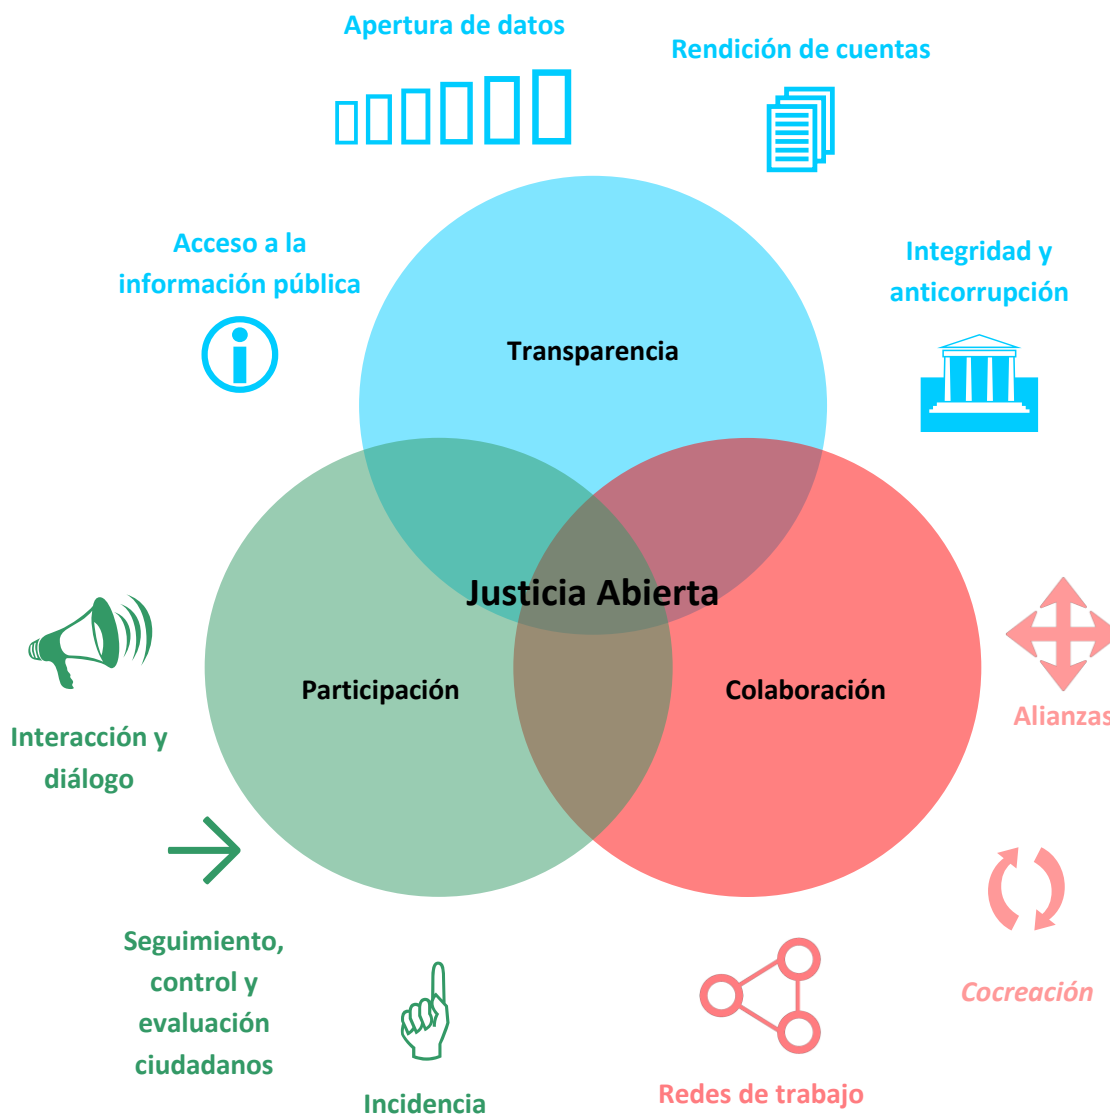 Apertura de datos
Rendición de cuentas
Acceso a la
información pública
Integridad y
anticorrupción
Transparencia
Justicia Abierta
Participación
Colaboración
Interacción y
diálogo
Alianzas
Seguimiento,
control y
evaluación
ciudadanos
Cocreación
Incidencia
Redes de trabajo